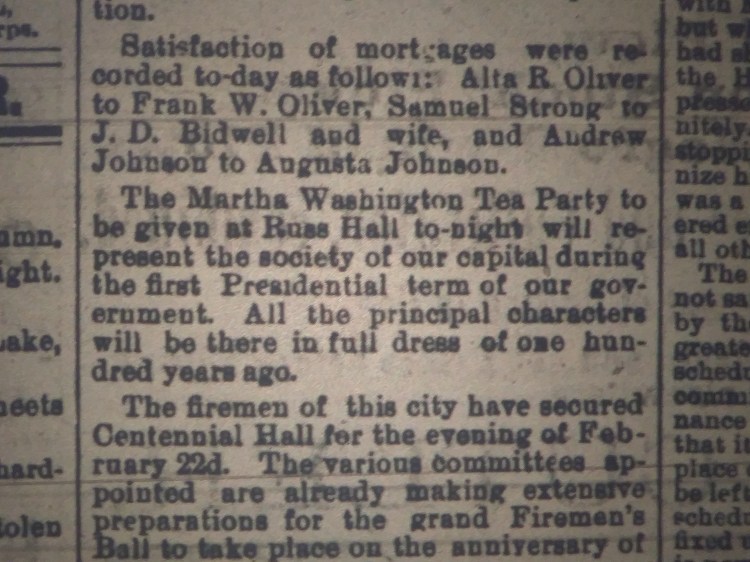 tion.
Satisfaction of mortgages were re-
corded to-day as follows: Alta R Oliver
to Frank W. Oliver, Samuel Strong to
J. D. Bidwell and wife, and Andrew
Johnson to Augusta Johnson.
The Martha Washington Tea Party to
be given at Russ Hall to-night will re-
present the society of our capital during
the first Presidential term of our gov-
ernment. All the principal characters
will be there in full dress of one hun-
dred years ago.
The firemen of this city have secured
Centennial Hall for the evening of Feb-
ruary 22d. The various committees ap-
pointed are already making extensive
preparations for the grand Firemen's
Ball to take place on the anniversary of